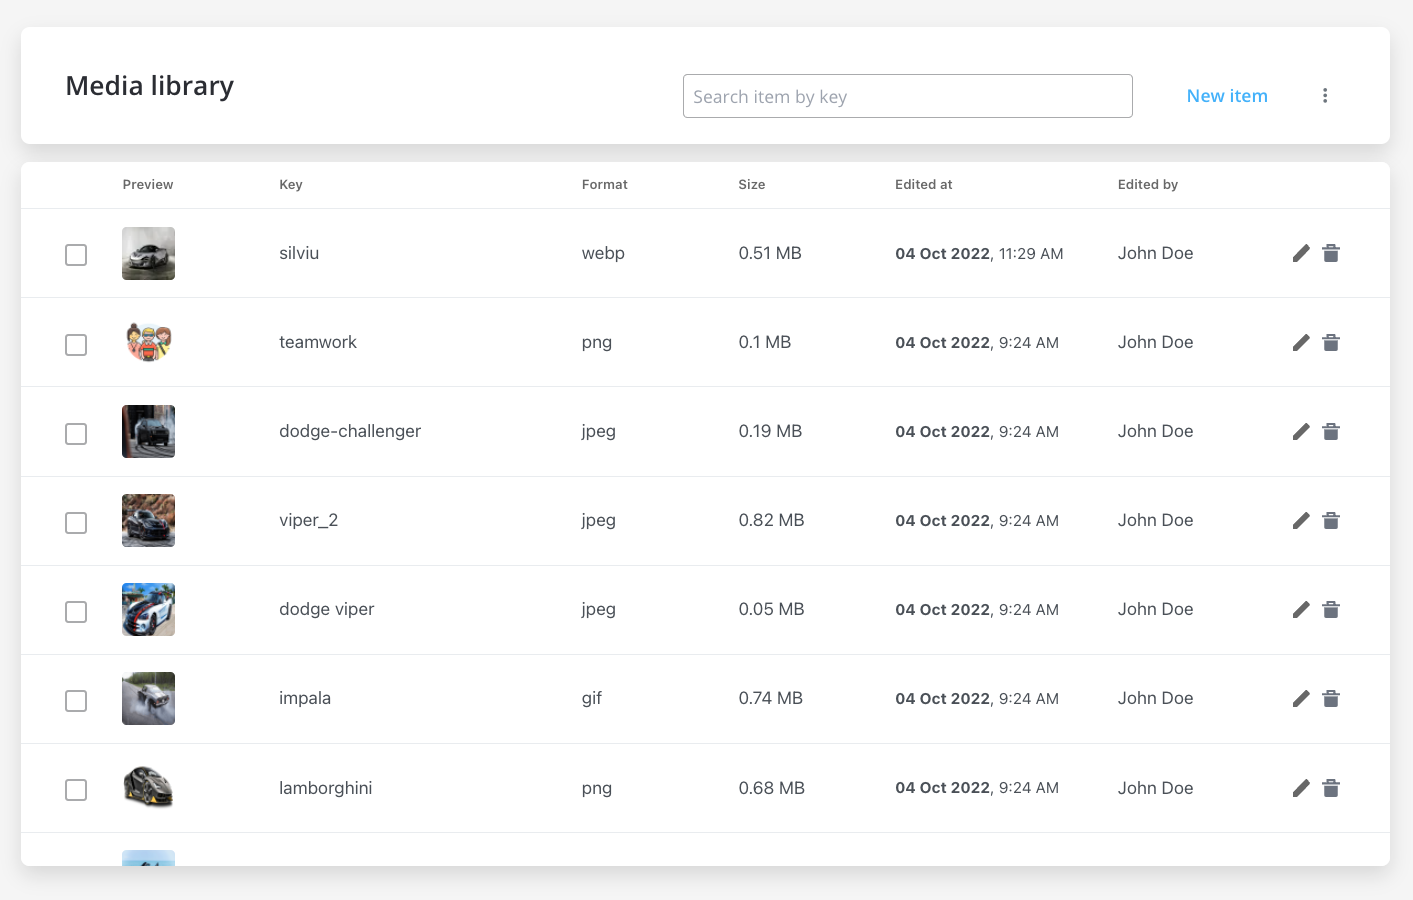 Media library
Search item by key
New item
Preview Key Format Size Edited at Edited by
silviu webp 0.51 MB 04 Oct 2022, 11:29 AM John Doe
teamwork png 0.1 MB 04 Oct 2022, 9:24 AM John Doe
dodge-challenger jpeg 0.19 MB 04 Oct 2022, 9:24 AM John Doe
viper_2 jpeg 0.82 MB 04 Oct 2022, 9:24 AM John Doe
dodge viper jpeg 0.05 MB 04 Oct 2022, 9:24 AM John Doe
impala gif 0.74 MB 04 Oct 2022, 9:24 AM John Doe
lamborghini png 0.68 MB 04 Oct 2022, 9:24 AM John Doe